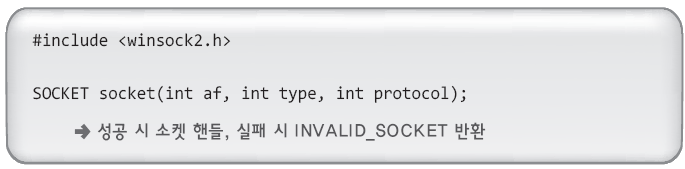 #include <winsock2.h>
SOCKET socket(int af, int type, int protocol);
➔ 성공 시 소켓 핸들, 실패 시 INVALID_SOCKET 반환